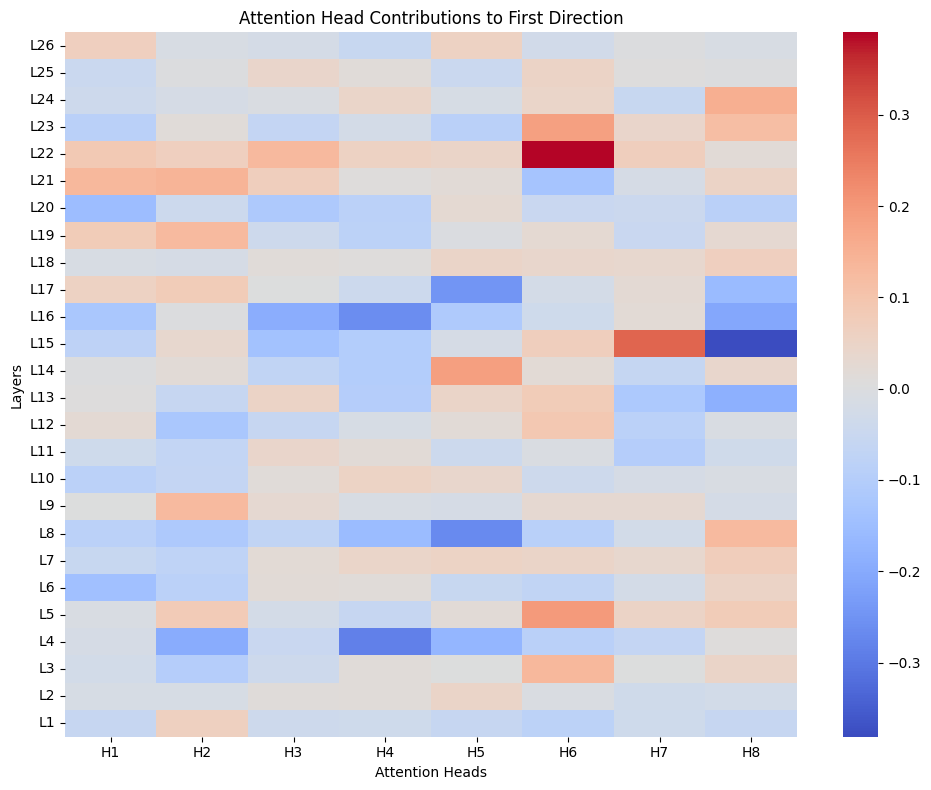 Attention Head Contributions to First Direction
L26
L25
L24
L23
L22
L21
L20
L19
L18
L17
L16
L15
L14
L13
L12
L11
L10
L9
L8
L7
L6
L5
L4
L3
L2
L1
Layers
H1 H2 H3 H4 H5 H6 H7 H8
Attention Heads
0.3
0.2
0.1
0.0
−0.1
−0.2
−0.3